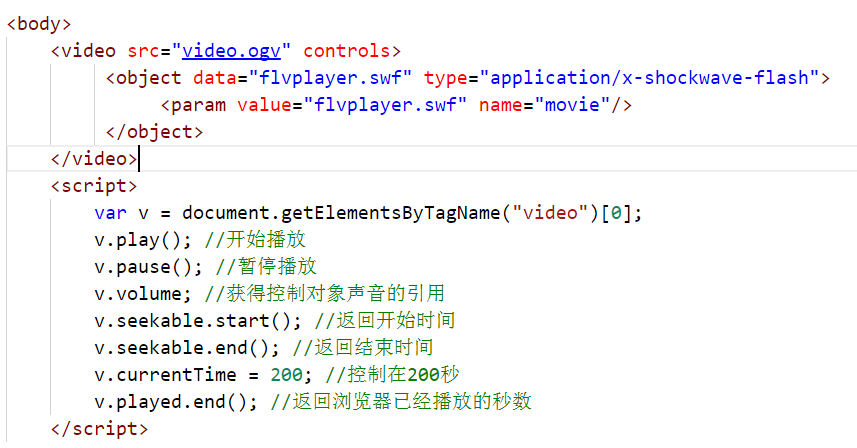 <body>
<video src="video.ogv" controls>
<object data="flvplayer.swf" type="application/x-shockwave-flash">
<param value="flvplayer.swf" name="movie"/>
</object>
</video>
<script>
var v = document.getElementsByTagName("video")[0];
v.play(); //开始播放
v.pause(); //暂停播放
v.volume; //获得控制对象声音的引用
v.seekable.start(); //返回开始时间
v.seekable.end(); //返回结束时间
v.currentTime = 200; //控制在200秒
v.played.end(); //返回浏览器已经播放的秒数
</script>